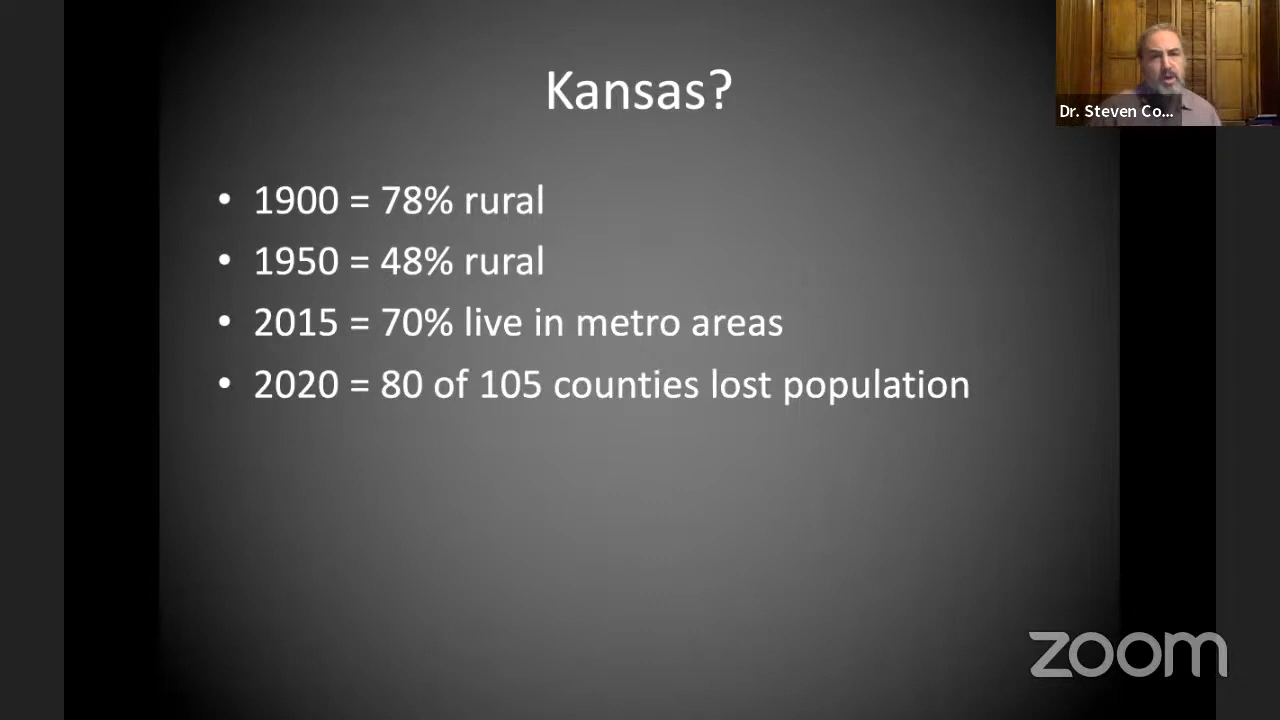 Kansas?
Dr. Steven Co...
• 1900 = 78% rural
• 1950 = 48% rural
• 2015 = 70% live in metro areas
• 2020 = 80 of 105 counties lost population
zoom